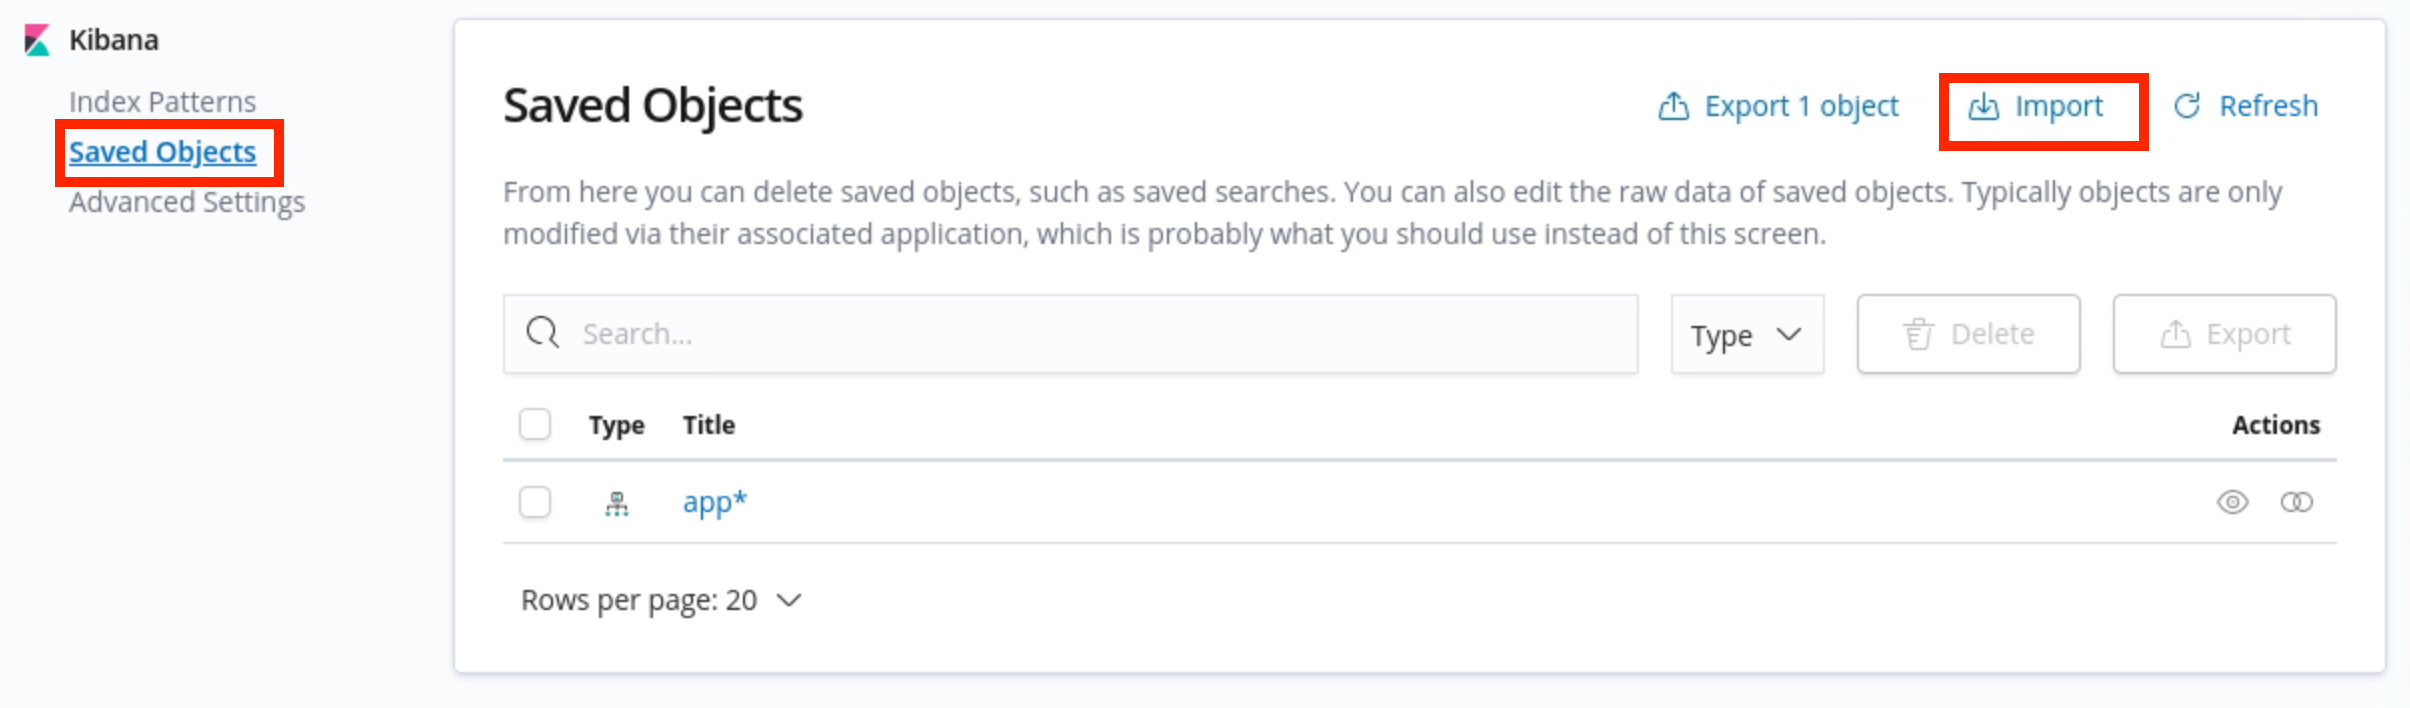 Kibana
Index Patterns
Saved Objects
Advanced Settings
Saved Objects
Export 1 object
Import
Refresh
From here you can delete saved objects, such as saved searches. You can also edit the raw data of saved objects. Typically objects are only
modified via their associated application, which is probably what you should use instead of this screen.
Search...
Type
Delete
Export
Type Title Actions
app*
Rows per page: 20